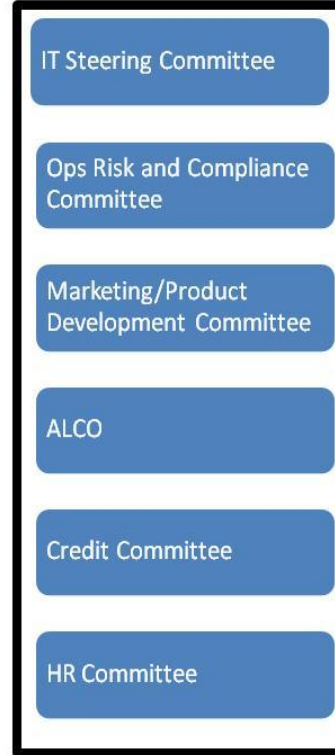 IT Steering Committee
Ops Risk and Compliance
Committee
Marketing/Product
Development Committee
ALCO
Credit Committee
HR Committee